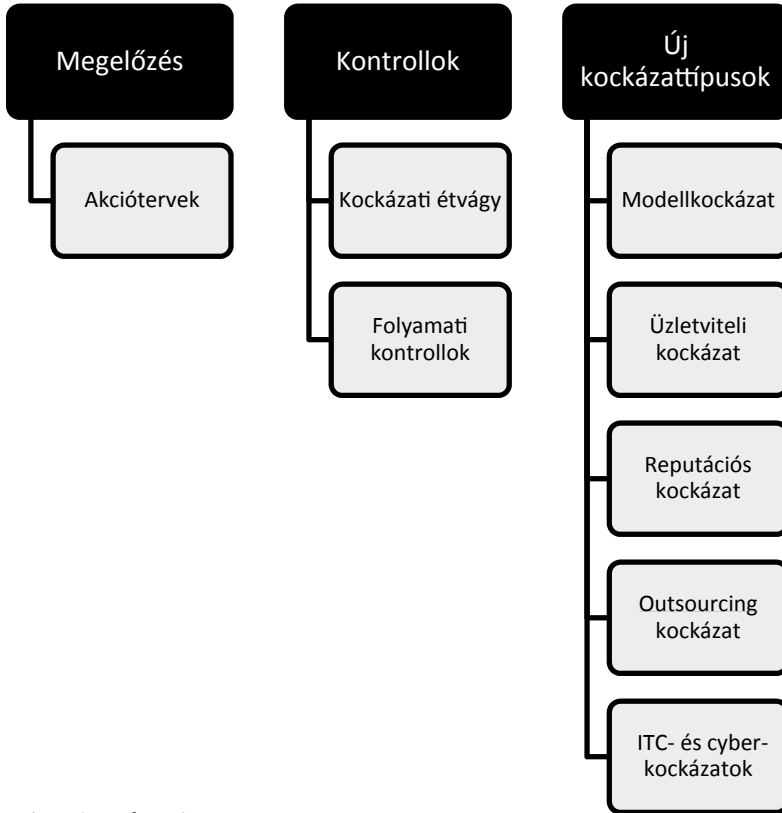 Megelőzés
Akciótervek
Kontrollok
Kockázati étvágy
Folyamati
kontrollok
Új
kockázattípusok
Modellkockázat
Üzletviteli
kockázat
Reputációs
kockázat
Outsourcing
kockázat
ITC- és cyber-
kockázatok